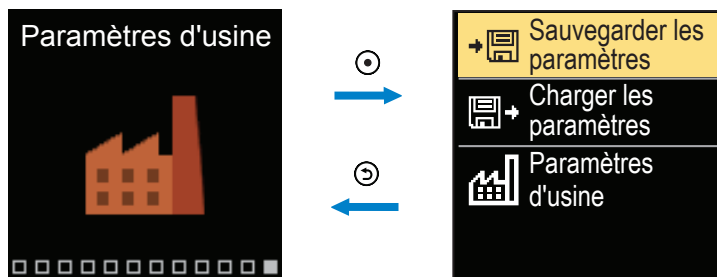 Paramètres d'usine
Sauvegarder les
paramètres
Charger les
paramètres
Paramètres
d'usine